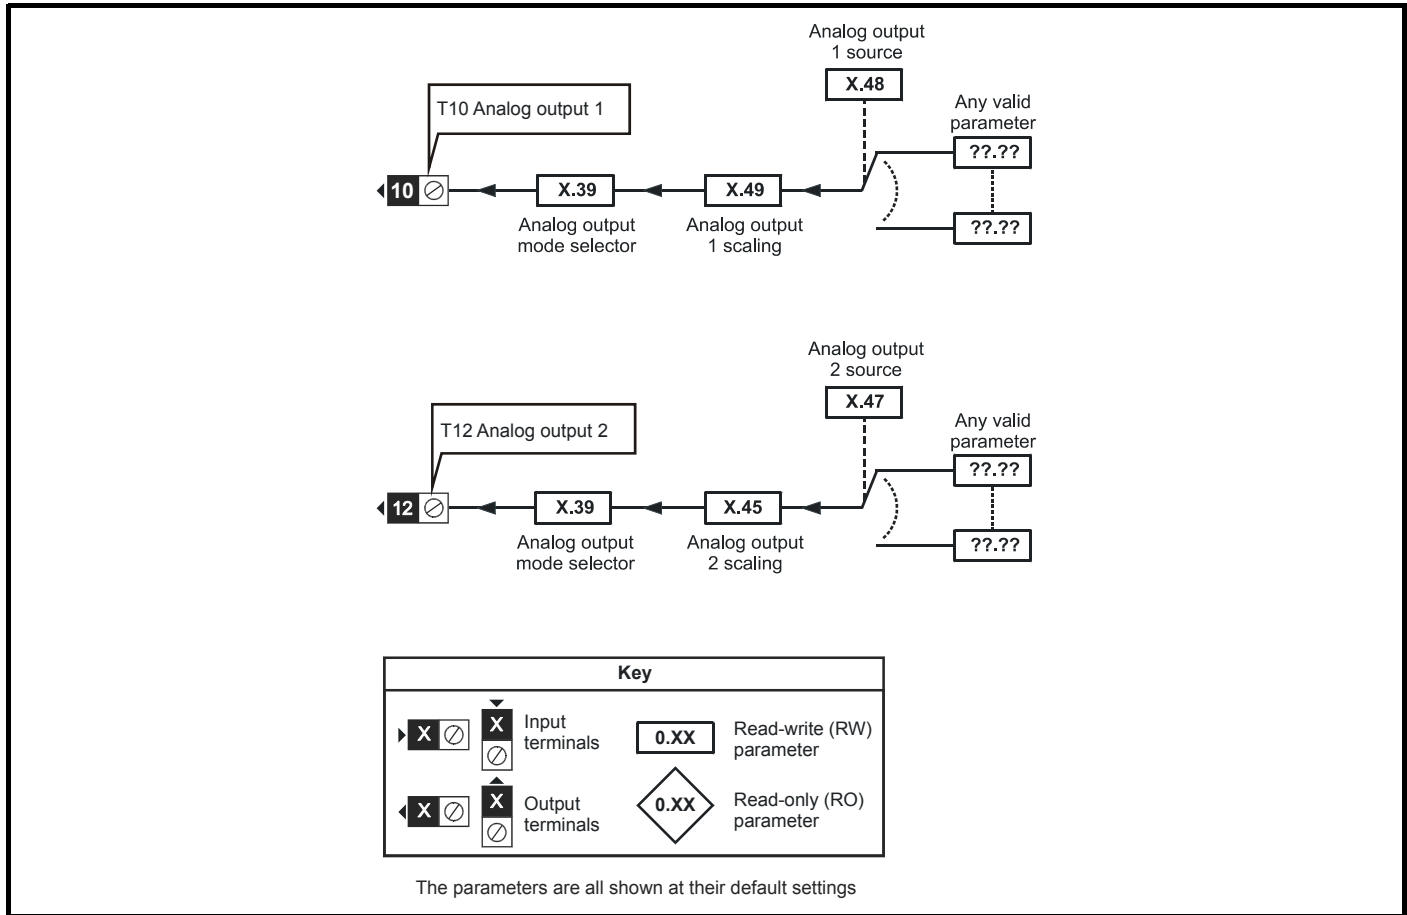 Analog output
1 source
X.48
Any valid
parameter
??.??
T10 Analog output 1
10
X.39
X.49
Analog output
mode selector
Analog output
1 scaling
??.??
Analog output
2 source
X.47
Any valid
parameter
??.??
T12 Analog output 2
12
X.39
X.45
Analog output
mode selector
Analog output
2 scaling
??.??
Key
X
X
Input
terminals
0.XX
Read-write (RW)
parameter
X
X
Output
terminals
0.XX
Read-only (RO)
parameter
The parameters are all shown at their default settings